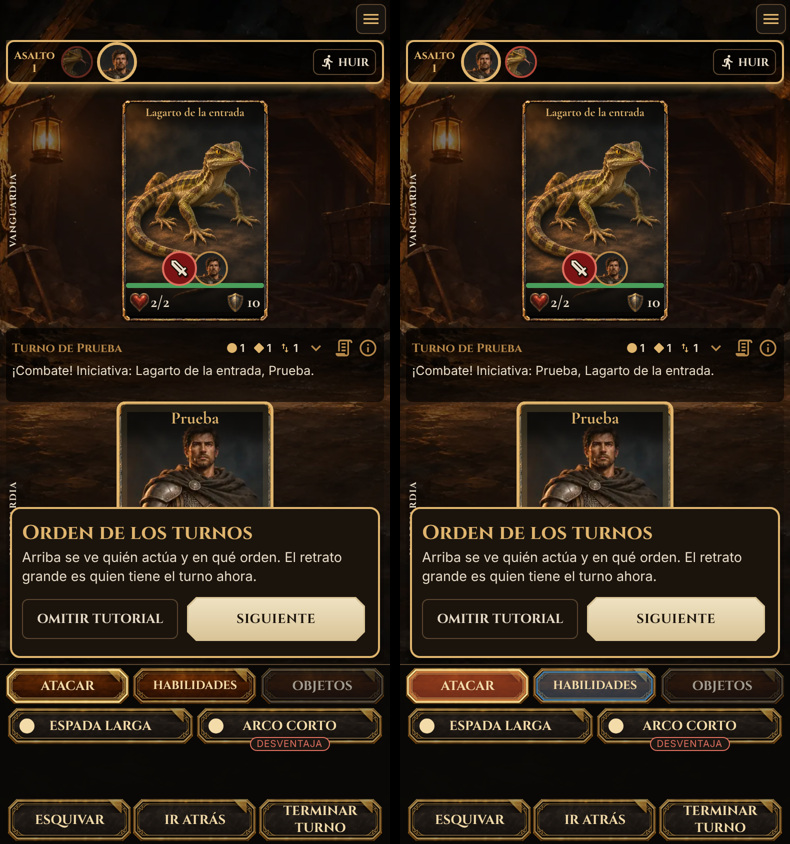 ASALTO
1
HUIR
Lagarto de la entrada
VANGUARDIA
2/2
10
TURNO DE PRUEBA
1
1
1
¡Combate! Iniciativa: Lagarto de la entrada, Prueba.
Prueba
RDIA
ORDEN DE LOS TURNOS
Arriba se ve quién actúa y en qué orden. El retrato
grande es quien tiene el turno ahora.
OMITIR TUTORIAL
SIGUIENTE
ATACAR
HABILIDADES
OBJETOS
ESPADA LARGA
ARCO CORTO
DESVENTAJA
ESQUIVAR
IR ATRÁS
TERMINAR
TURNO
ASALTO
1
HUIR
Lagarto de la entrada
VANGUARDIA
2/2
10
TURNO DE PRUEBA
1
1
1
¡Combate! Iniciativa: Prueba, Lagarto de la entrada.
Prueba
RDIA
ORDEN DE LOS TURNOS
Arriba se ve quién actúa y en qué orden. El retrato
grande es quien tiene el turno ahora.
OMITIR TUTORIAL
SIGUIENTE
ATACAR
HABILIDADES
OBJETOS
ESPADA LARGA
ARCO CORTO
DESVENTAJA
ESQUIVAR
IR ATRÁS
TERMINAR
TURNO